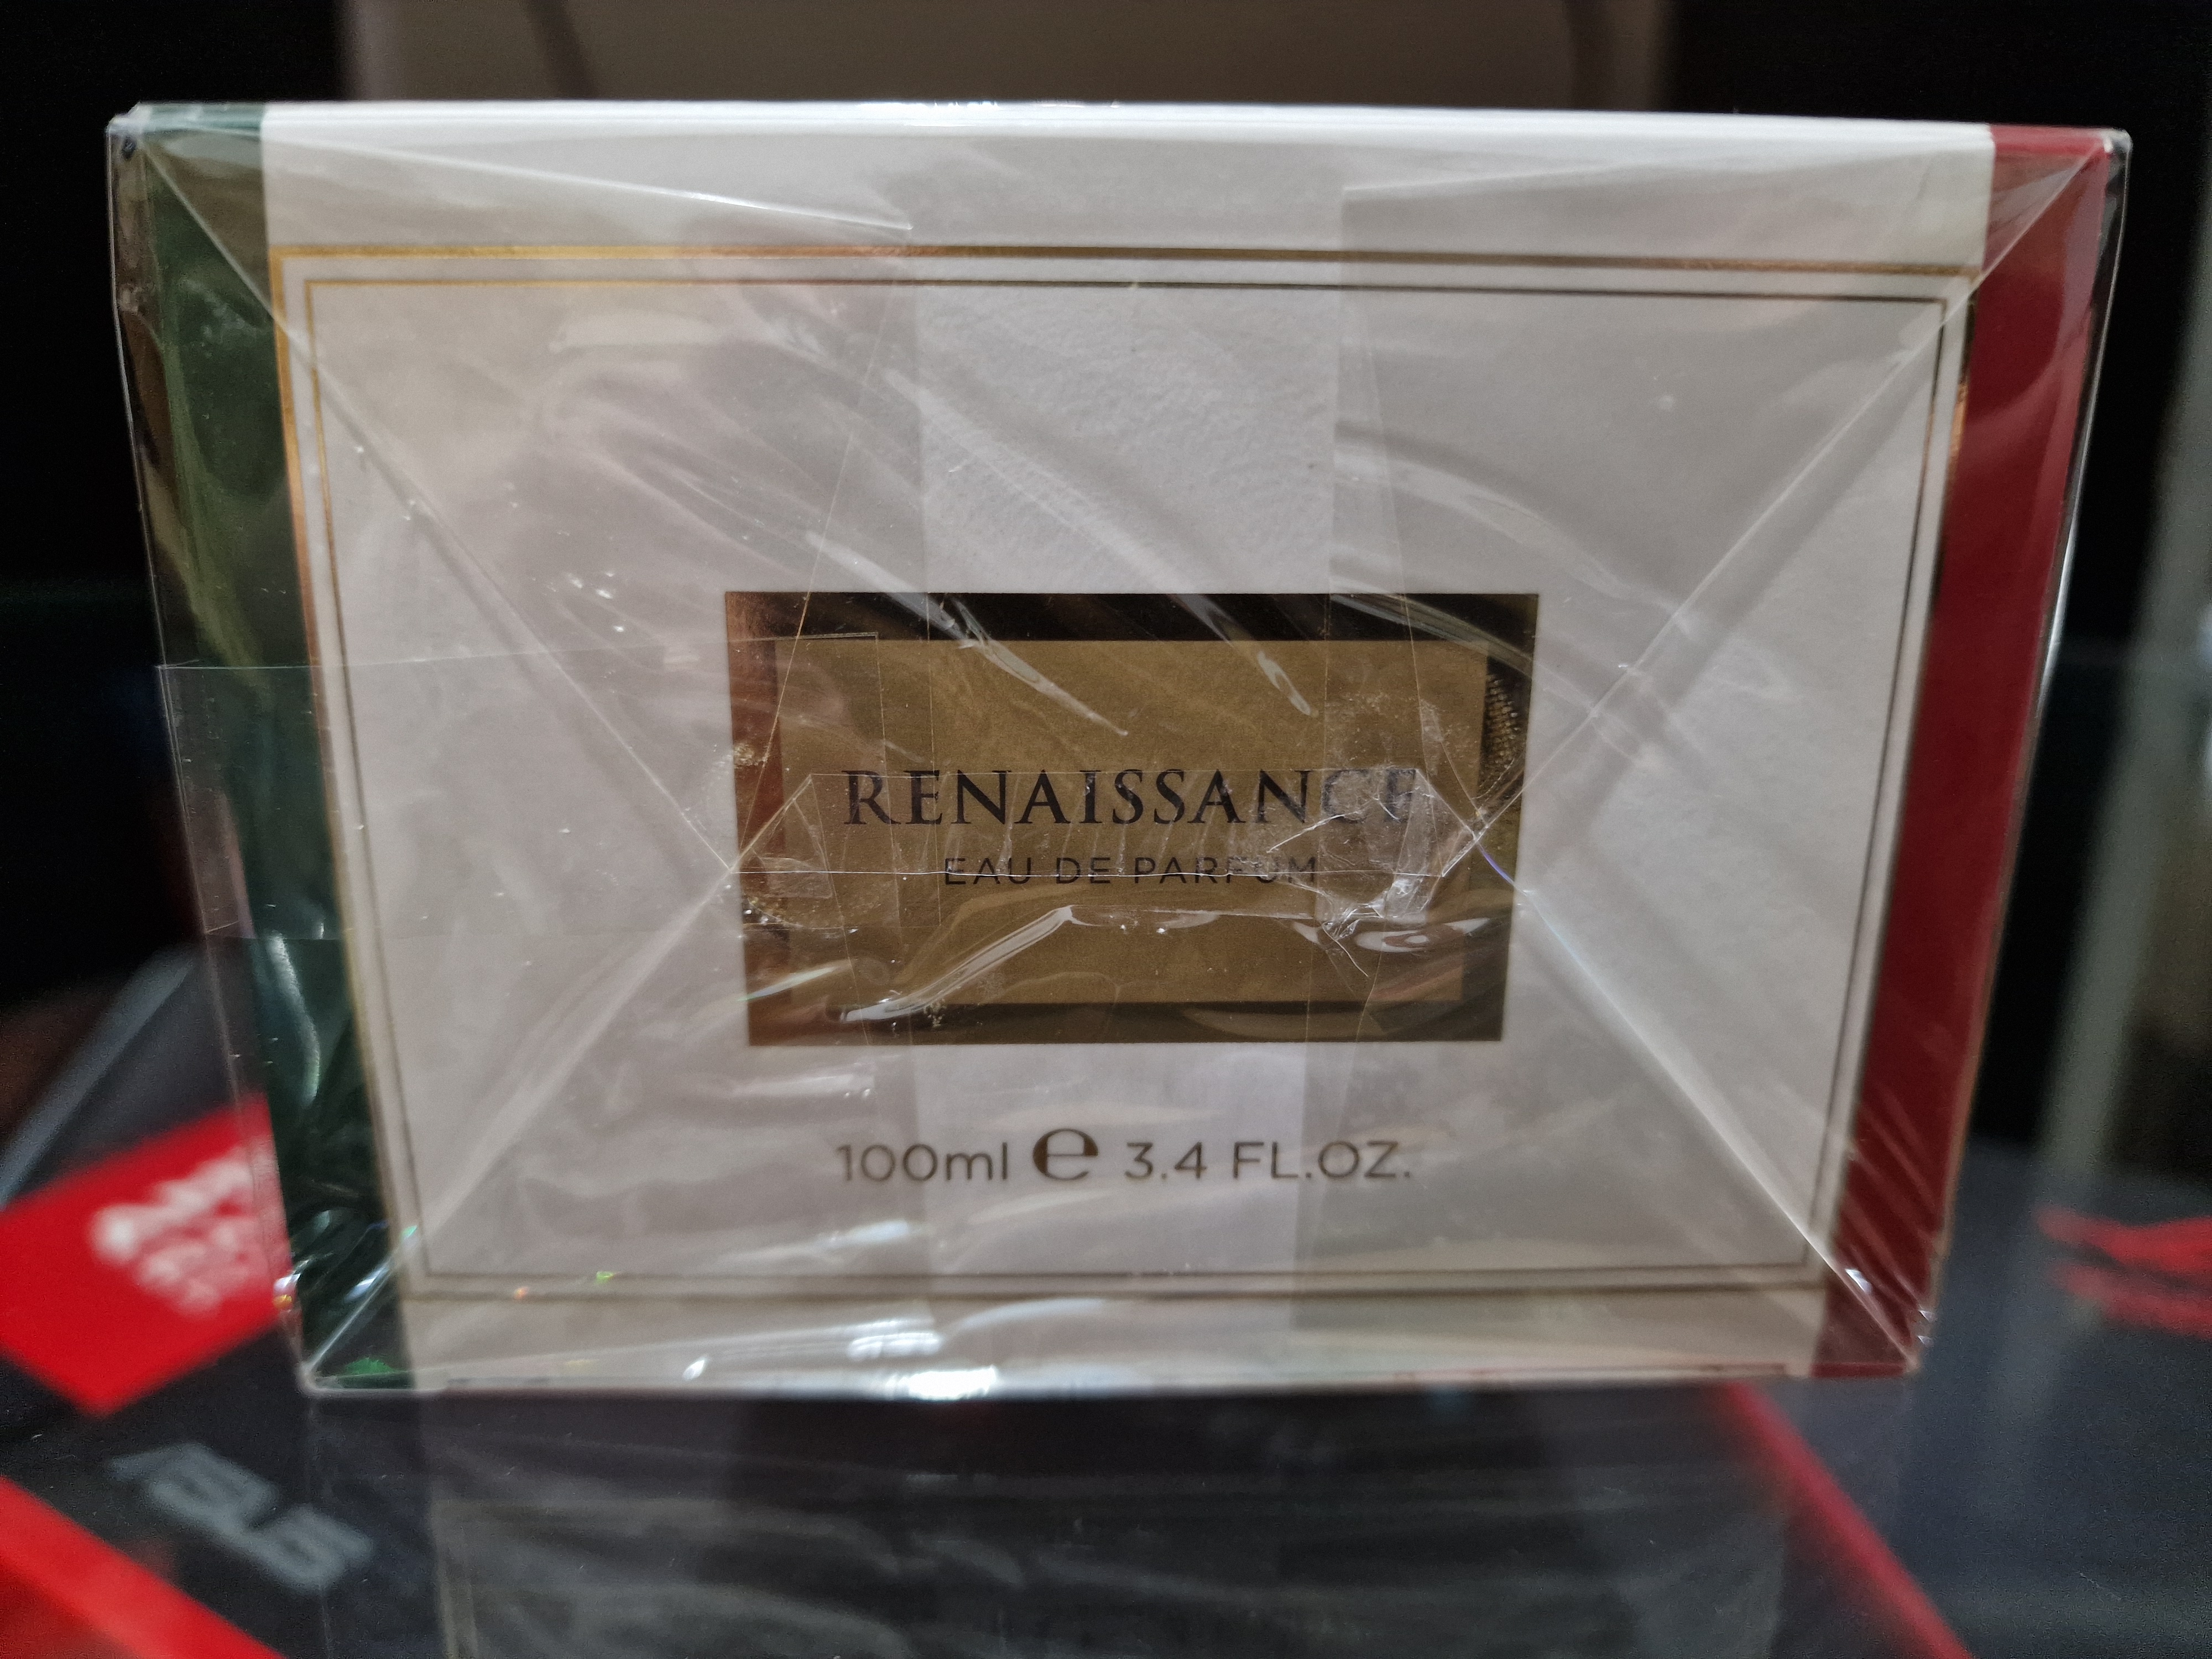 RENAISSANCE
EAU DE PARFUM
100ml ℮ 3.4 FL.OZ.